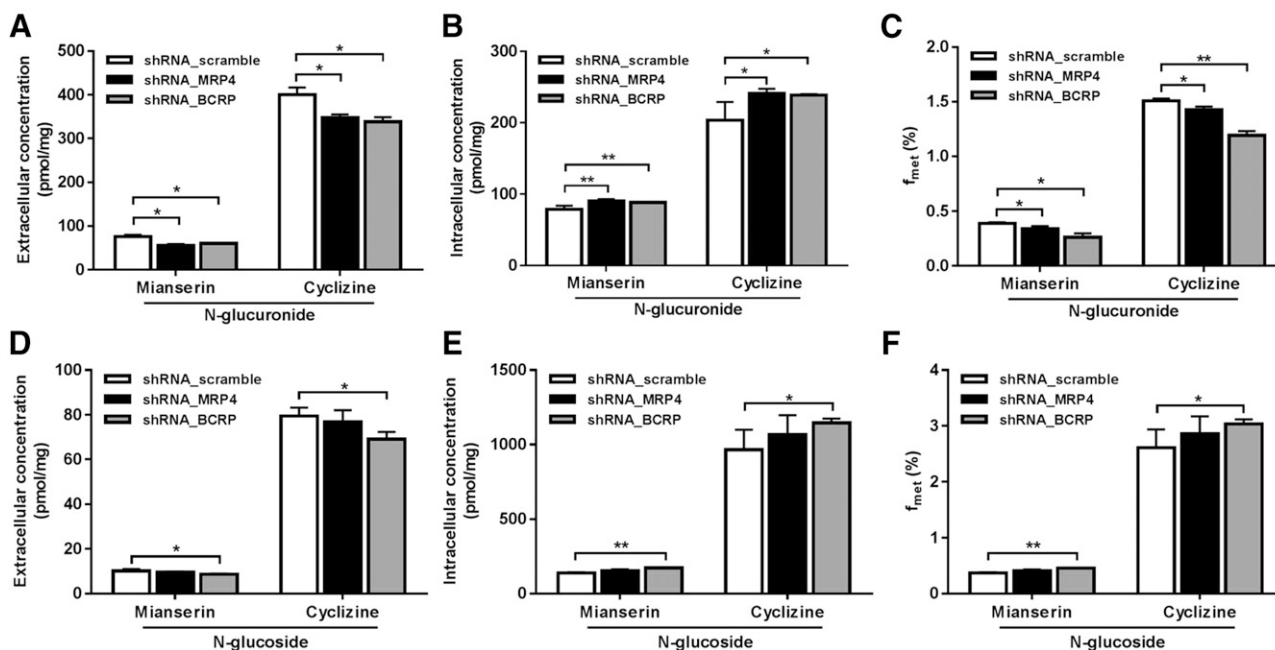 A
Extracellular concentration
(pmol/mg)
500
400
300
200
100
0
shRNA_scramble
shRNA_MRP4
shRNA_BCRP
*
*
*
*
Mianserin
Cyclizine
N-glucuronide
B
Intracellular concentration
(pmol/mg)
300
200
100
0
shRNA_scramble
shRNA_MRP4
shRNA_BCRP
**
**
*
*
Mianserin
Cyclizine
N-glucuronide
C
fmet (%)
2.0
1.5
1.0
0.5
0.0
shRNA_scramble
shRNA_MRP4
shRNA_BCRP
*
*
**
*
Mianserin
Cyclizine
N-glucuronide
D
Extracellular concentration
(pmol/mg)
100
80
60
40
20
0
shRNA_scramble
shRNA_MRP4
shRNA_BCRP
*
*
Mianserin
Cyclizine
N-glucoside
E
Intracellular concentration
(pmol/mg)
1500
1000
500
0
shRNA_scramble
shRNA_MRP4
shRNA_BCRP
**
*
Mianserin
Cyclizine
N-glucoside
F
fmet (%)
4
3
2
1
0
shRNA_scramble
shRNA_MRP4
shRNA_BCRP
**
*
Mianserin
Cyclizine
N-glucoside